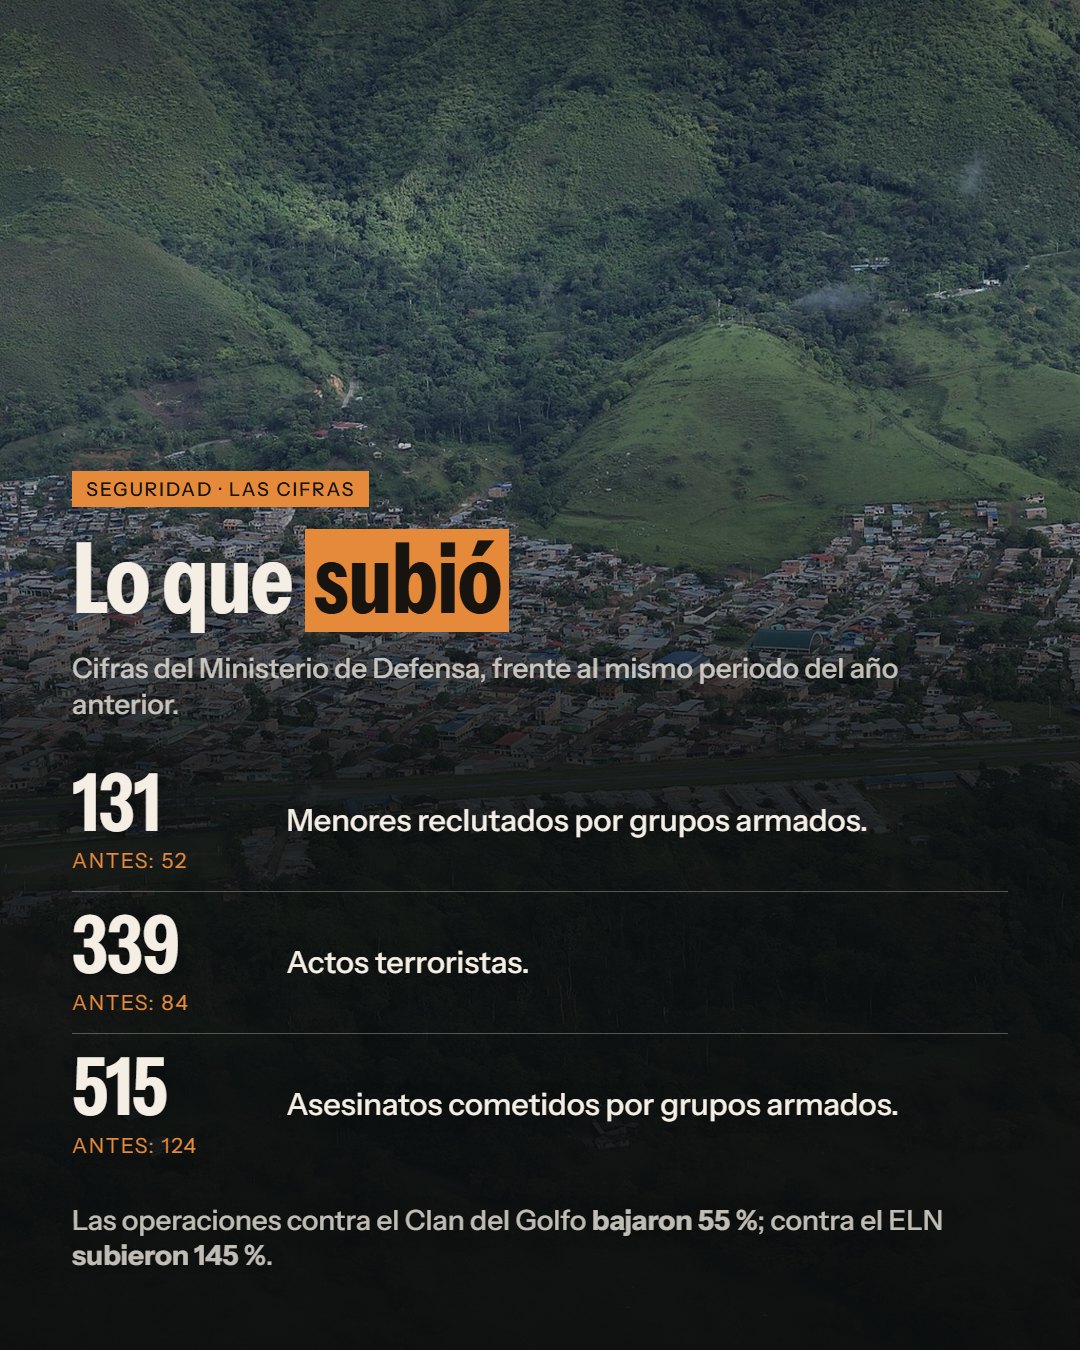 SEGURIDAD · LAS CIFRAS
Lo que subió
Cifras del Ministerio de Defensa, frente al mismo periodo del año
anterior.
131
ANTES: 52
Menores reclutados por grupos armados.
339
ANTES: 84
Actos terroristas.
515
ANTES: 124
Asesinatos cometidos por grupos armados.
Las operaciones contra el Clan del Golfo bajaron 55 %; contra el ELN
subieron 145 %.